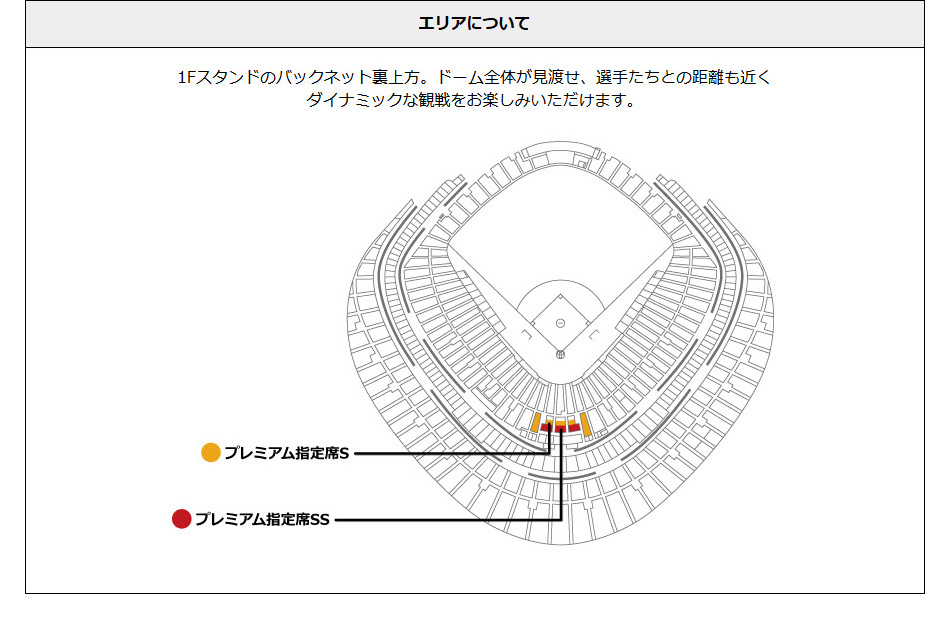 エリアについて
1Fスタンドのバックネット裏上方。ドーム全体が見渡せ、選手たちとの距離も近く
ダイナミックな観戦をお楽しみいただけます。
プレミアム指定席S
プレミアム指定席SS